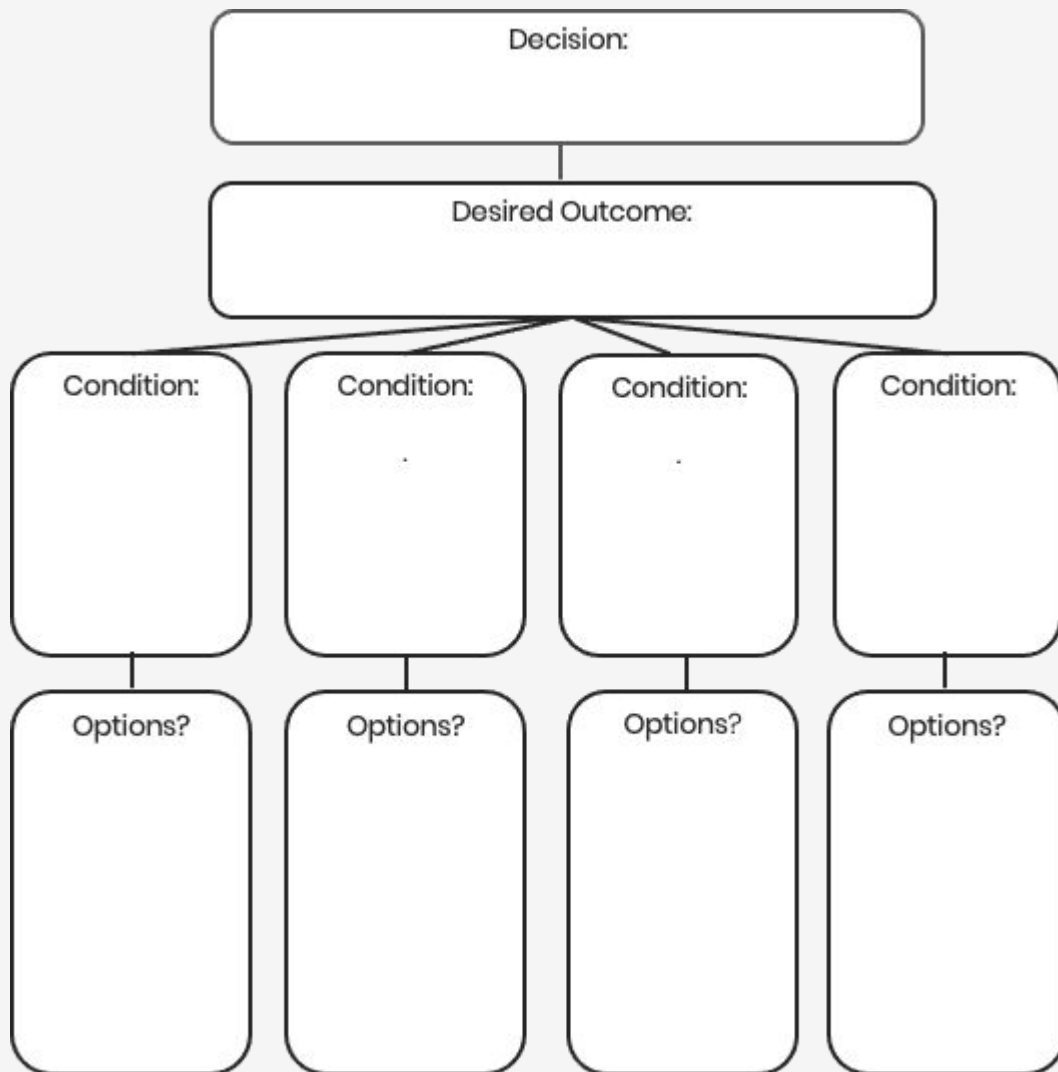 Decision:
Desired Outcome:
Condition:
Condition:
.
Condition:
.
Condition:
Options?
Options?
Options?
Options?